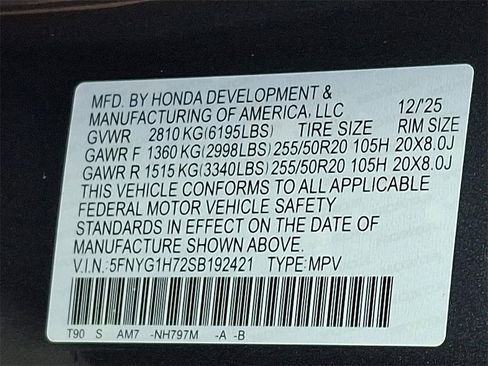 MFD. BY HONDA DEVELOPMENT &
MANUFACTURING OF AMERICA, LLC 12/'25
GVWR 2810 KG(6195LBS) TIRE SIZE RIM SIZE
GAWR F 1360 KG(2998LBS) 255/50R20 105H 20X8.0J
GAWR R 1515 KG(3340LBS) 255/50R20 105H 20X8.0J
THIS VEHICLE CONFORMS TO ALL APPLICABLE
FEDERAL MOTOR VEHICLE SAFETY
STANDARDS IN EFFECT ON THE DATE OF
MANUFACTURE SHOWN ABOVE.
V.I.N.:5FNYG1H72SB192421 TYPE:MPV
T90 S AM7 -NH797M -A -B